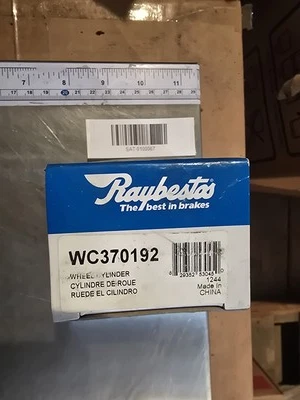 7 8 9 10 11
20
Raybestos
The best in brakes
WC370192
WHEEL CYLINDER
CYLINDRE DE ROUE
RUEDE EL CILINDRO
1244
Made In
CHINA